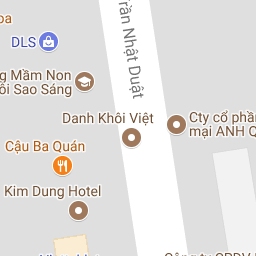 DLS
Mầm Non
Sao Sáng
Nhật Duật
Danh Khôi Việt
Cty cổ phần
mại ANH
Cậu Ba Quán
Kim Dung Hotel